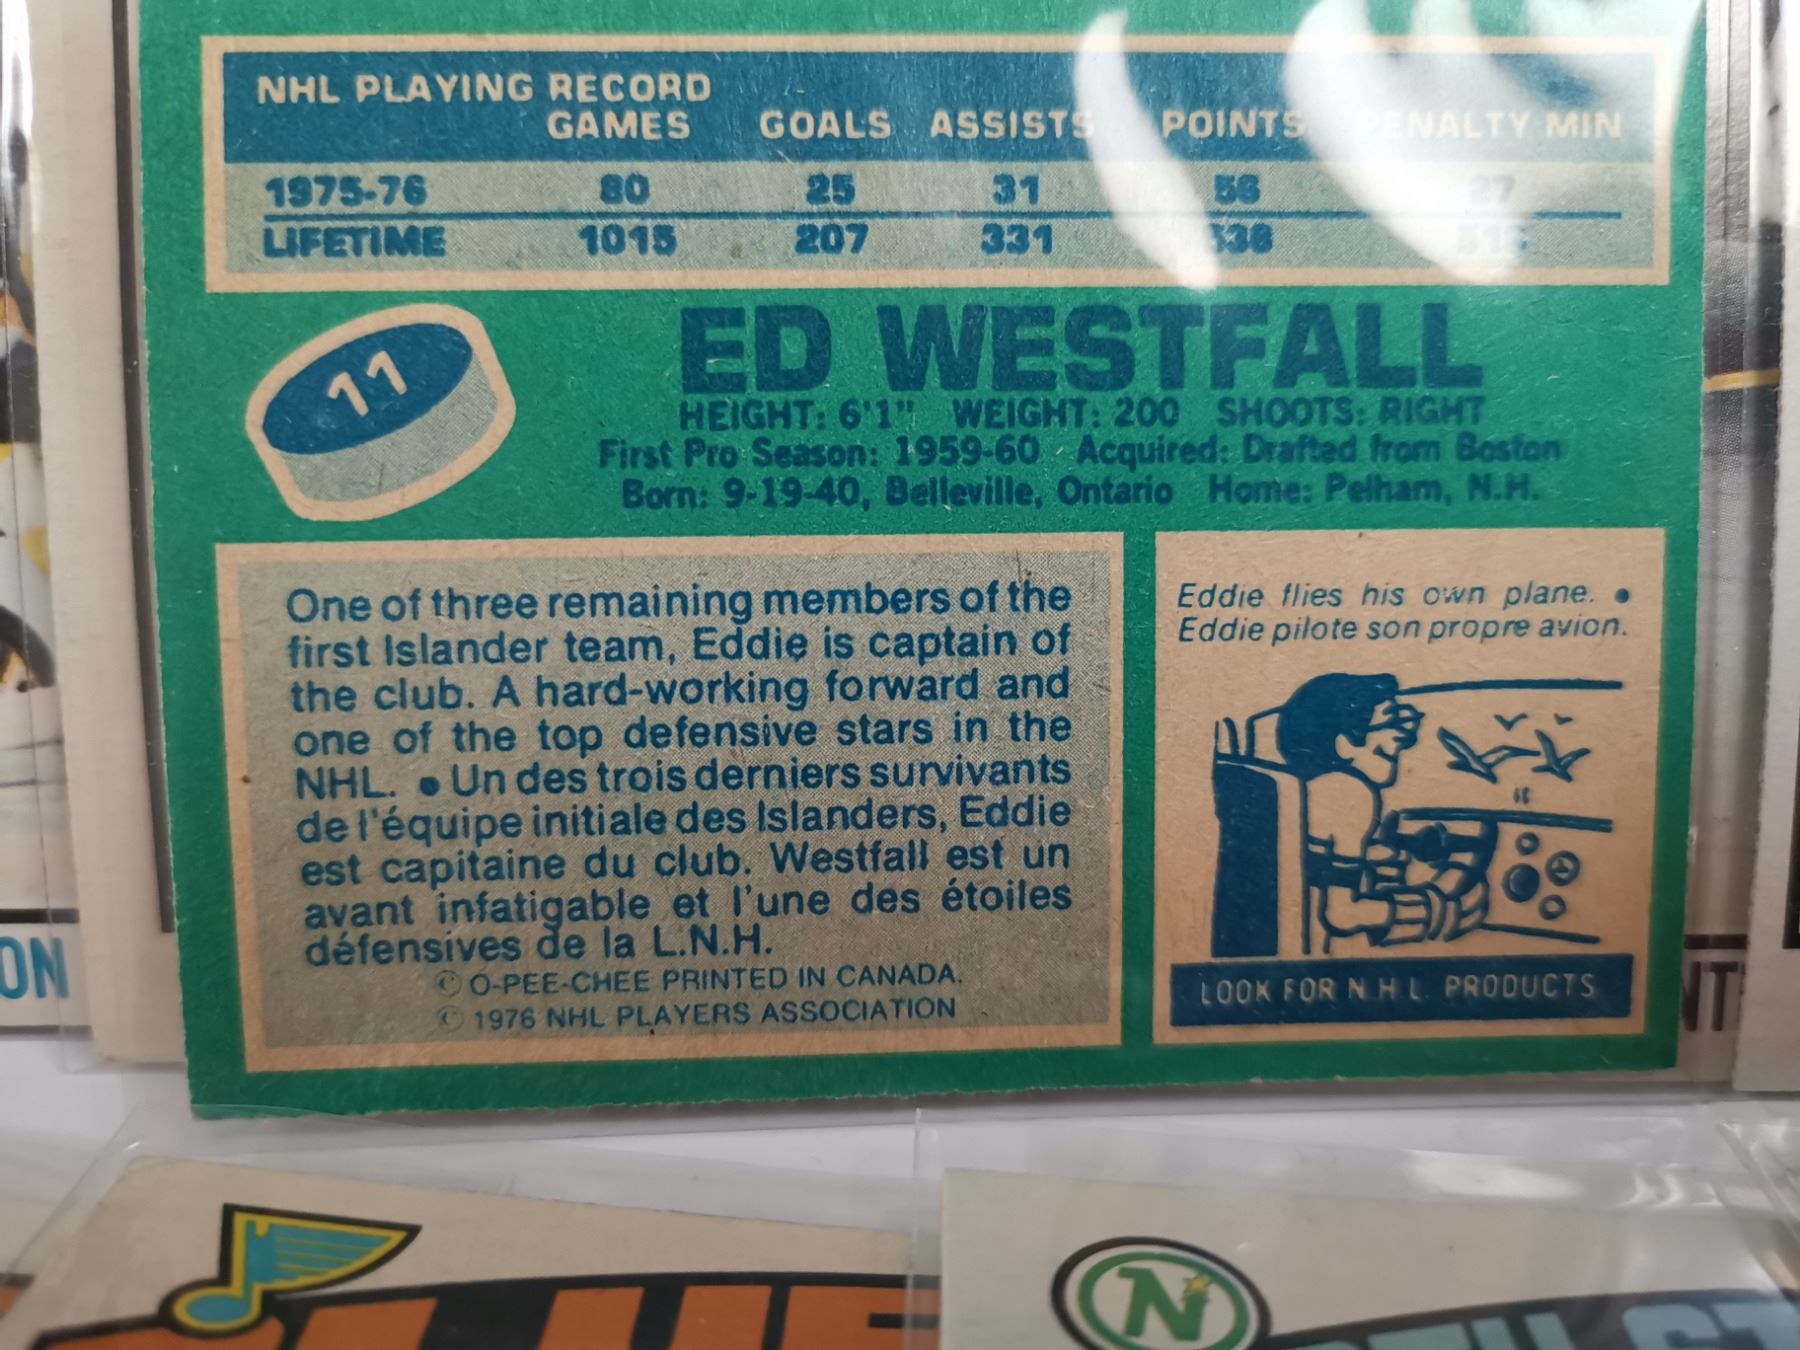 NHL PLAYING RECORD
GAMES GOALS ASSISTS POINTS PENALTY MIN
1975-76 80 25 31 56 27
LIFETIME 1015 207 331
11
ED WESTFALL
HEIGHT: 6'1" WEIGHT: 200 SHOOTS: RIGHT
First Pro Season: 1959-60 Acquired: Drafted from Boston
Born: 9-19-40, Belleville, Ontario Home: Pelham, N.H.
One of three remaining members of the
first Islander team, Eddie is captain of
the club. A hard-working forward and
one of the top defensive stars in the
NHL. • Un des trois derniers survivants
de l'équipe initiale des Islanders, Eddie
est capitaine du club. Westfall est un
avant infatigable et l'une des étoiles
défensives de la L.N.H.
© O-PEE-CHEE PRINTED IN CANADA.
© 1976 NHL PLAYERS ASSOCIATION
Eddie flies his own plane. •
Eddie pilote son propre avion.
LOOK FOR N.H.L. PRODUCTS
ON
N